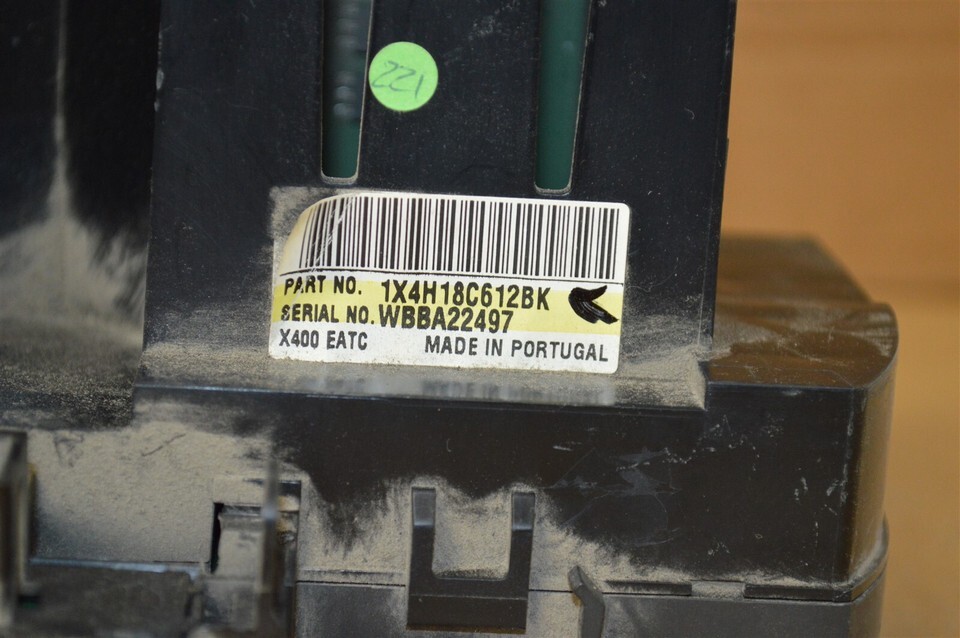 221
PART NO. 1X4H18C612BK
SERIAL NO. WBBA22497
X400 EATC MADE IN PORTUGAL